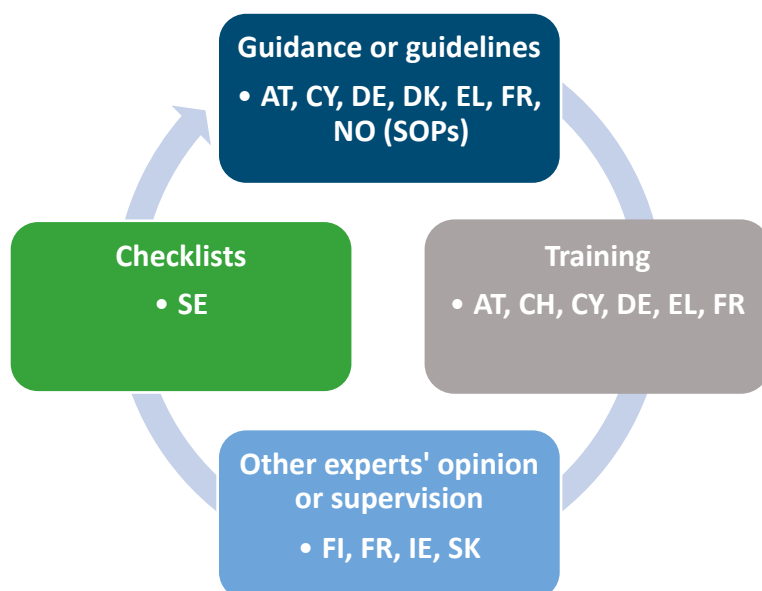 Guidance or guidelines
• AT, CY, DE, DK, EL, FR,
NO (SOPs)
Training
• AT, CH, CY, DE, EL, FR
Other experts' opinion
or supervision
• FI, FR, IE, SK
Checklists
• SE